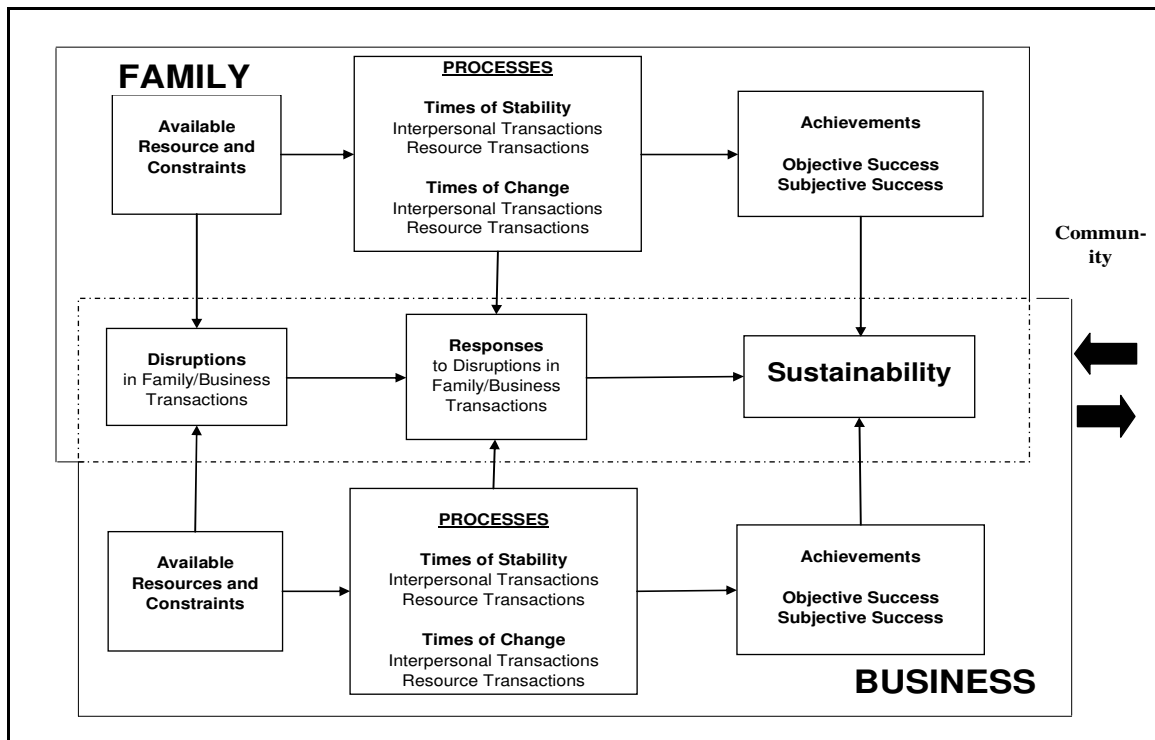 FAMILY
Available
Resource and
Constraints
PROCESSES
Times of Stability
Interpersonal Transactions
Resource Transactions
Times of Change
Interpersonal Transactions
Resource Transactions
Achievements
Objective Success
Subjective Success
Commun-
ity
Disruptions
in Family/Business
Transactions
Responses
to Disruptions in
Family/Business
Transactions
Sustainability
Available
Resources and
Constraints
PROCESSES
Times of Stability
Interpersonal Transactions
Resource Transactions
Times of Change
Interpersonal Transactions
Resource Transactions
Achievements
Objective Success
Subjective Success
BUSINESS